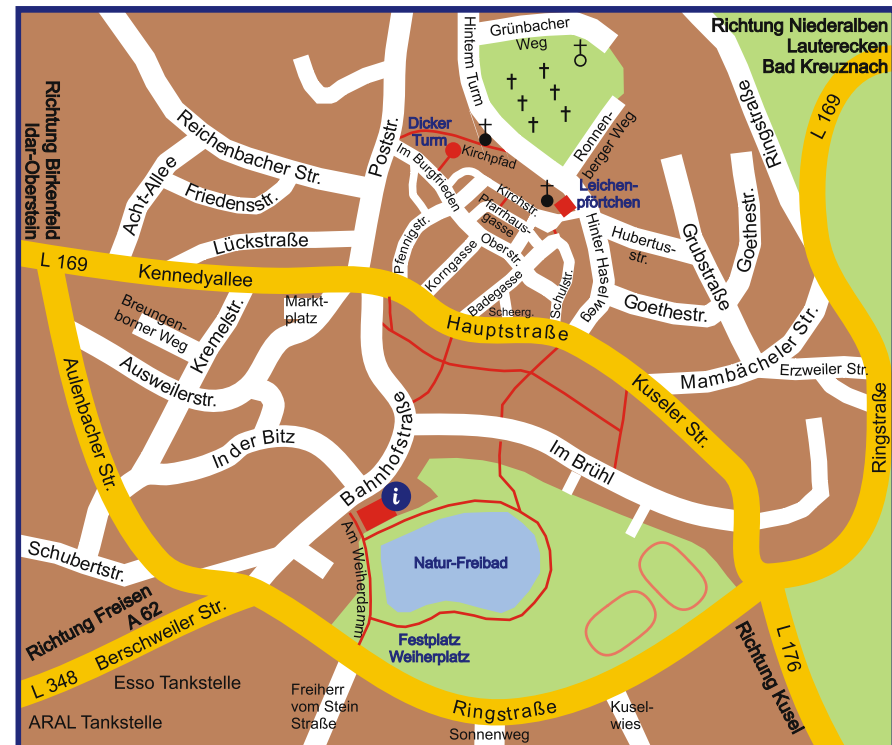 Richtung Niederalben
Lauterecken
Bad Kreuznach
Grünbacher
Weg
Hinterm Turm
Ringstraße
L 169
Richtung Birkenfeld
Idar-Oberstein
Reichenbacher Str.
Poststr.
Dicker
Turm
Kirchpfad
Ronnen-
berger Weg
Acht-Allee
Friedensstr.
Im Burgfrieden
Leichen-
pförtchen
Kirchstr.
Pfarrhaus-
gasse
Lückstraße
Pfennigstr.
Korngasse
Oberstr.
Hinter Haselweg
Hubertus-
str.
Grubstraße
Goethestr.
L 169
Kennedyallee
Badegasse
Schulstr.
Scheerg.
Goethestr.
Breungen-
borner Weg
Kremelstr.
Markt-
platz
Hauptstraße
Mambächeler Str.
Erzweiler Str.
Aulenbacher Str.
Ausweilerstr.
Kuseler Str.
Ringstraße
In der Bitz
Bahnhofstraße
Im Brühl
i
Am Weiherdamm
Natur-Freibad
Schubertstr.
Richtung Freisen
A 62
Berschweiler Str.
L 348
Festplatz
Weiherplatz
L 176
Richtung Kusel
Esso Tankstelle
ARAL Tankstelle
Freiherr
vom Stein
Straße
Ringstraße
Sonnenweg
Kusel-
wies